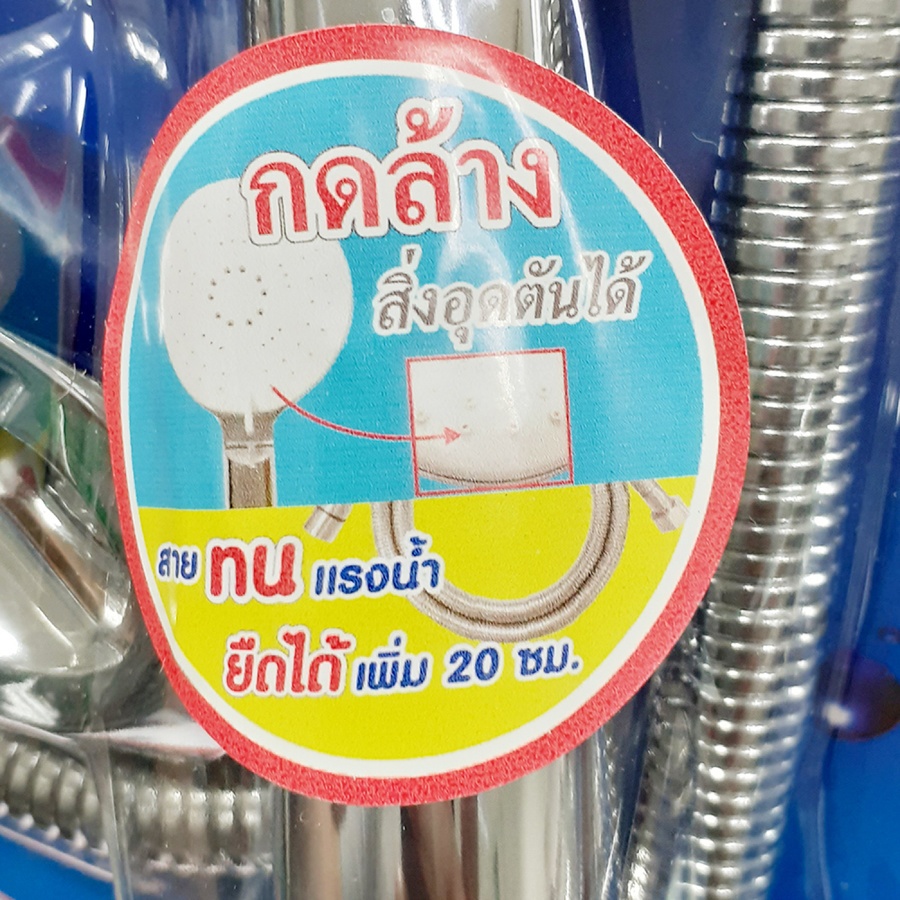 กดล้าง
สิ่งอุดตันได้
สาย ทน แรงน้ำ
ยืดได้ เพิ่ม 20 ซม.